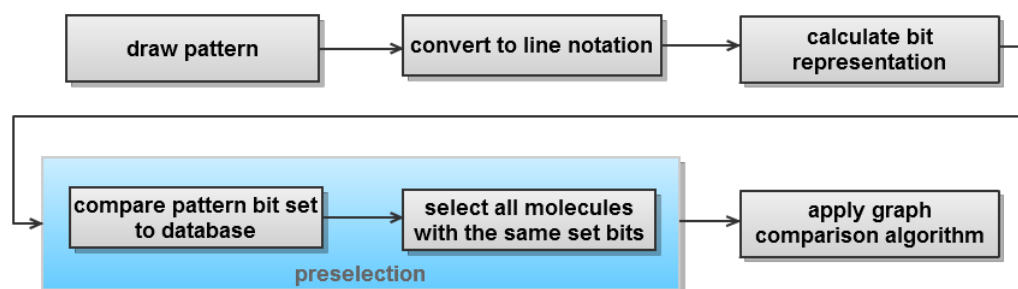 draw pattern
convert to line notation
calculate bit
representation
compare pattern bit set
to database
select all molecules
with the same set bits
apply graph
comparison algorithm
preselection